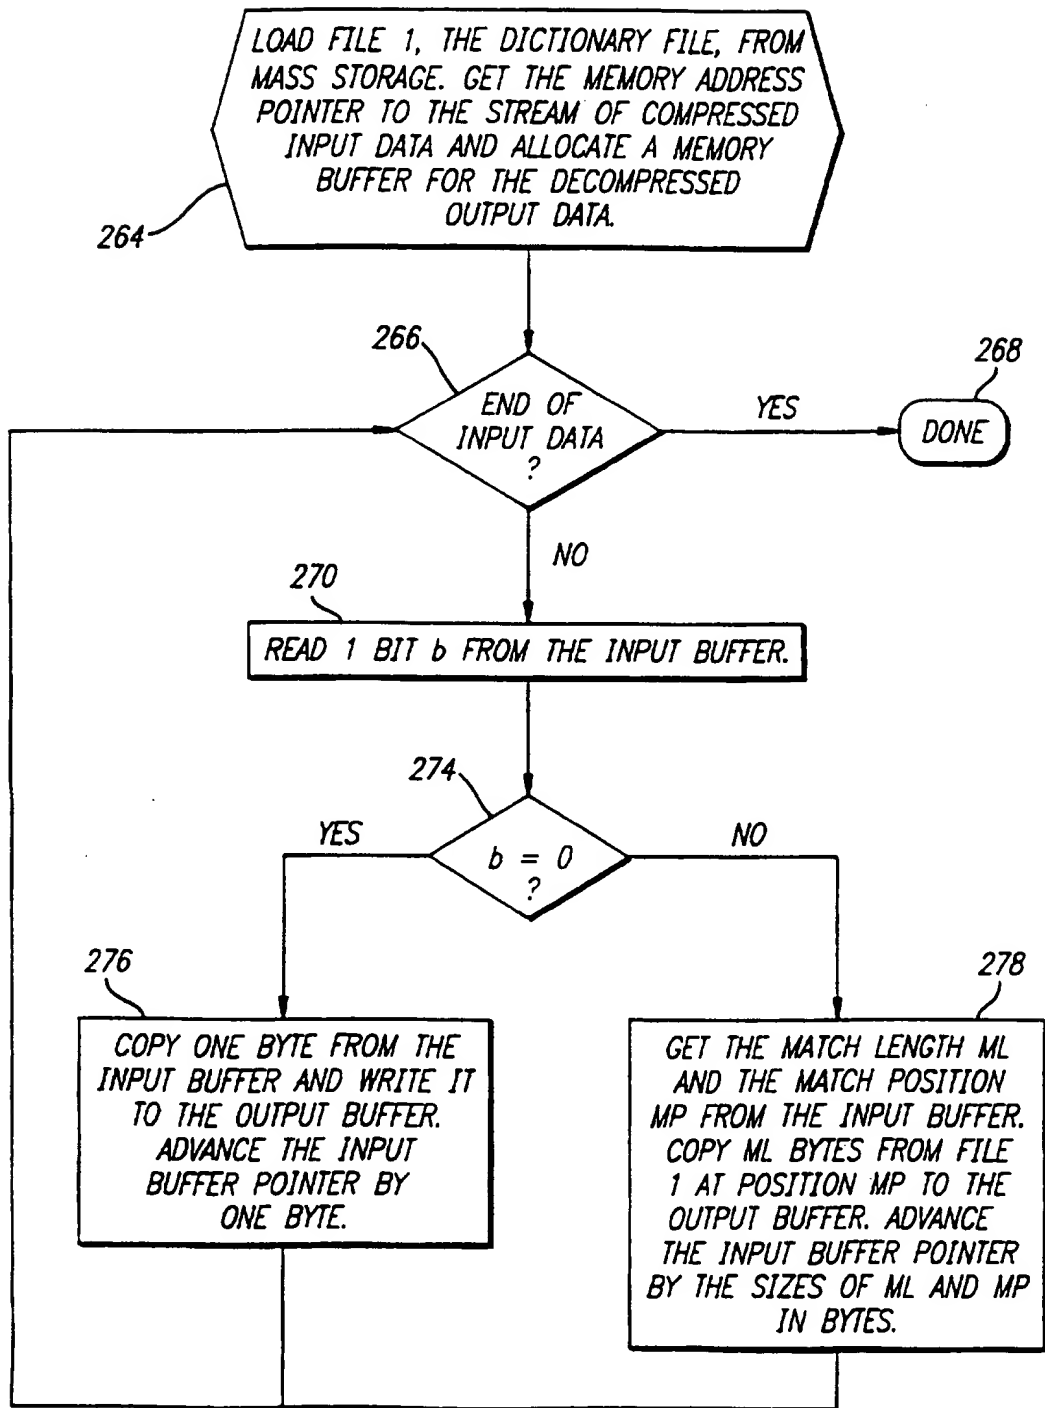 LOAD FILE 1, THE DICTIONARY FILE, FROM
MASS STORAGE. GET THE MEMORY ADDRESS
POINTER TO THE STREAM OF COMPRESSED
INPUT DATA AND ALLOCATE A MEMORY
BUFFER FOR THE DECOMPRESSED
OUTPUT DATA.
264
266
END OF
INPUT DATA
?
YES
268
DONE
NO
270
READ 1 BIT b FROM THE INPUT BUFFER.
274
YES
b = 0
?
NO
276
COPY ONE BYTE FROM THE
INPUT BUFFER AND WRITE IT
TO THE OUTPUT BUFFER.
ADVANCE THE INPUT
BUFFER POINTER BY
ONE BYTE.
278
GET THE MATCH LENGTH ML
AND THE MATCH POSITION
MP FROM THE INPUT BUFFER.
COPY ML BYTES FROM FILE
1 AT POSITION MP TO THE
OUTPUT BUFFER. ADVANCE
THE INPUT BUFFER POINTER
BY THE SIZES OF ML AND MP
IN BYTES.